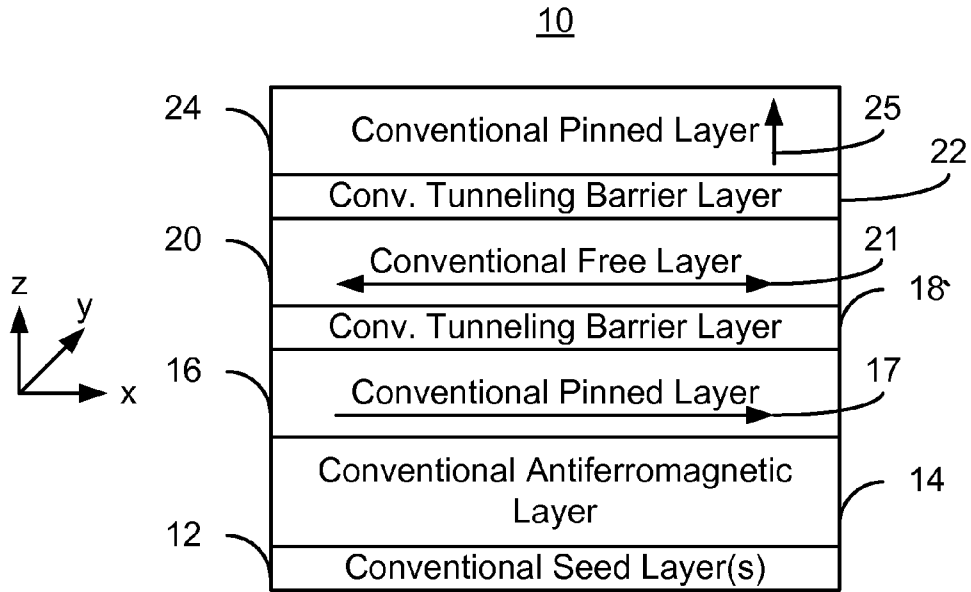 10
24
Conventional Pinned Layer
25
22
Conv. Tunneling Barrier Layer
20
Conventional Free Layer
21
z
y
x
18`
Conv. Tunneling Barrier Layer
16
Conventional Pinned Layer
17
Conventional Antiferromagnetic
Layer
14
12
Conventional Seed Layer(s)